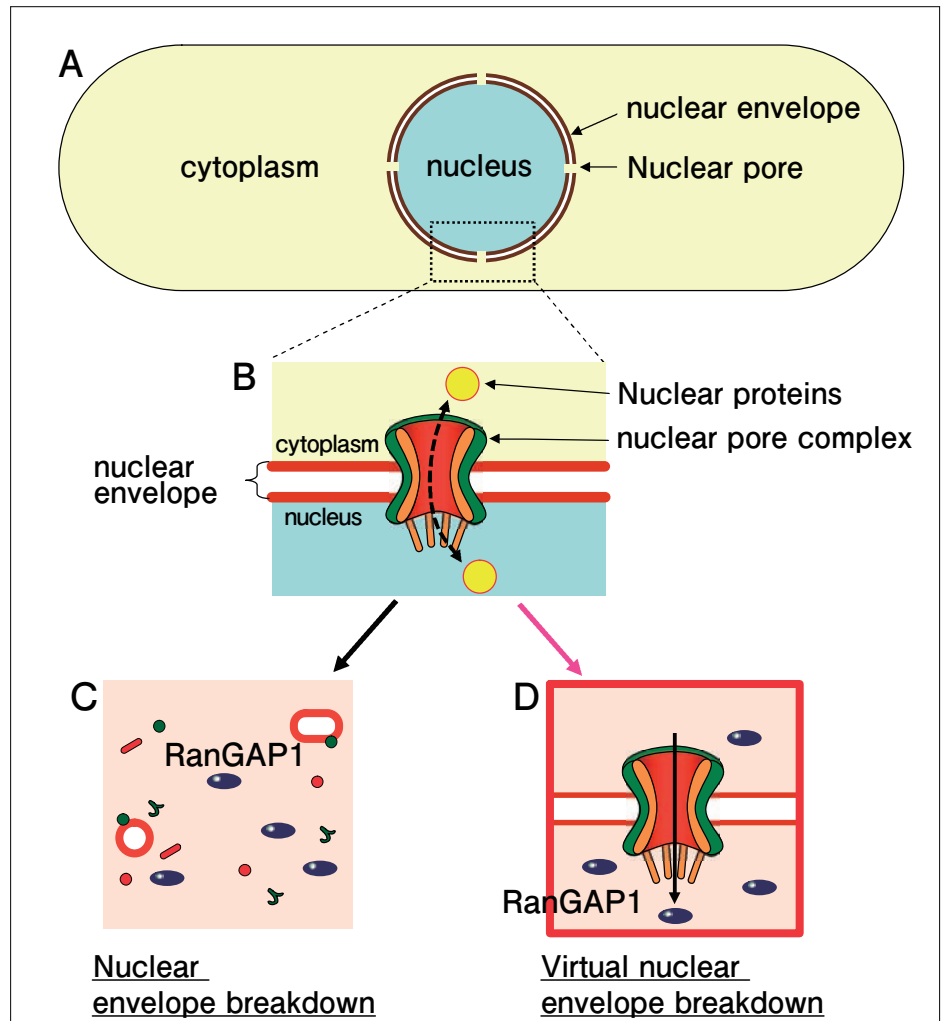 A
nuclear envelope
cytoplasm
nucleus
Nuclear pore
B
Nuclear proteins
cytoplasm
nuclear pore complex
nuclear
envelope
nucleus
C
RanGAP1
D
RanGAP1
Nuclear
envelope breakdown
Virtual nuclear
envelope breakdown